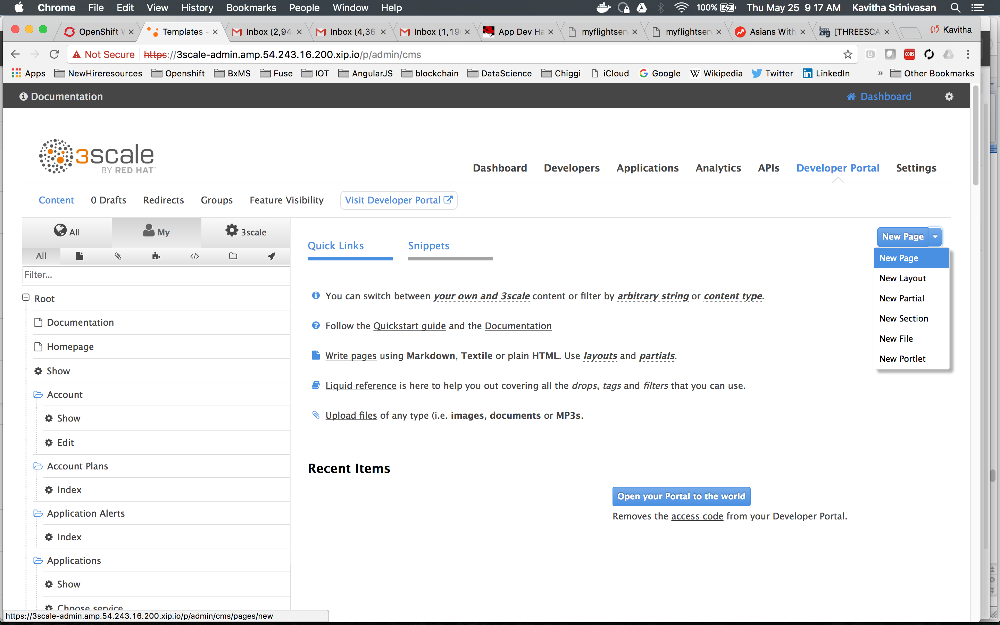 Chrome File Edit View History Bookmarks People Window Help 100% Thu May 25 9 17 AM Kavitha Srinivasan
OpenShift Templates - Inbox (2,94 Inbox (4,36 Inbox (1,19 App Dev Ha myflightserv myflightserv Asians With [THREESCA Kavitha
Not Secure https://3scale-admin.amp.54.243.16.200.xip.io/p/admin/cms CORS
Apps NewHireresources Openshift BxMS Fuse IOT AngularJS blockchain DataScience Chiggi iCloud Google Wikipedia Twitter LinkedIn » Other Bookmarks
Documentation Dashboard
3scale
BY RED HAT
Dashboard Developers Applications Analytics APIs Developer Portal Settings
Content 0 Drafts Redirects Groups Feature Visibility Visit Developer Portal
All My 3scale
All
Filter...
Root
Documentation
Homepage
Show
Account
Show
Edit
Account Plans
Index
Application Alerts
Index
Applications
Show
Choose service
Quick Links Snippets
You can switch between your own and 3scale content or filter by arbitrary string or content type.
Follow the Quickstart guide and the Documentation
Write pages using Markdown, Textile or plain HTML. Use layouts and partials.
Liquid reference is here to help you out covering all the drops, tags and filters that you can use.
Upload files of any type (i.e. images, documents or MP3s.
Recent Items
Open your Portal to the world
Removes the access code from your Developer Portal.
New Page
New Page
New Layout
New Partial
New Section
New File
New Portlet
https://3scale-admin.amp.54.243.16.200.xip.io/p/admin/cms/pages/new